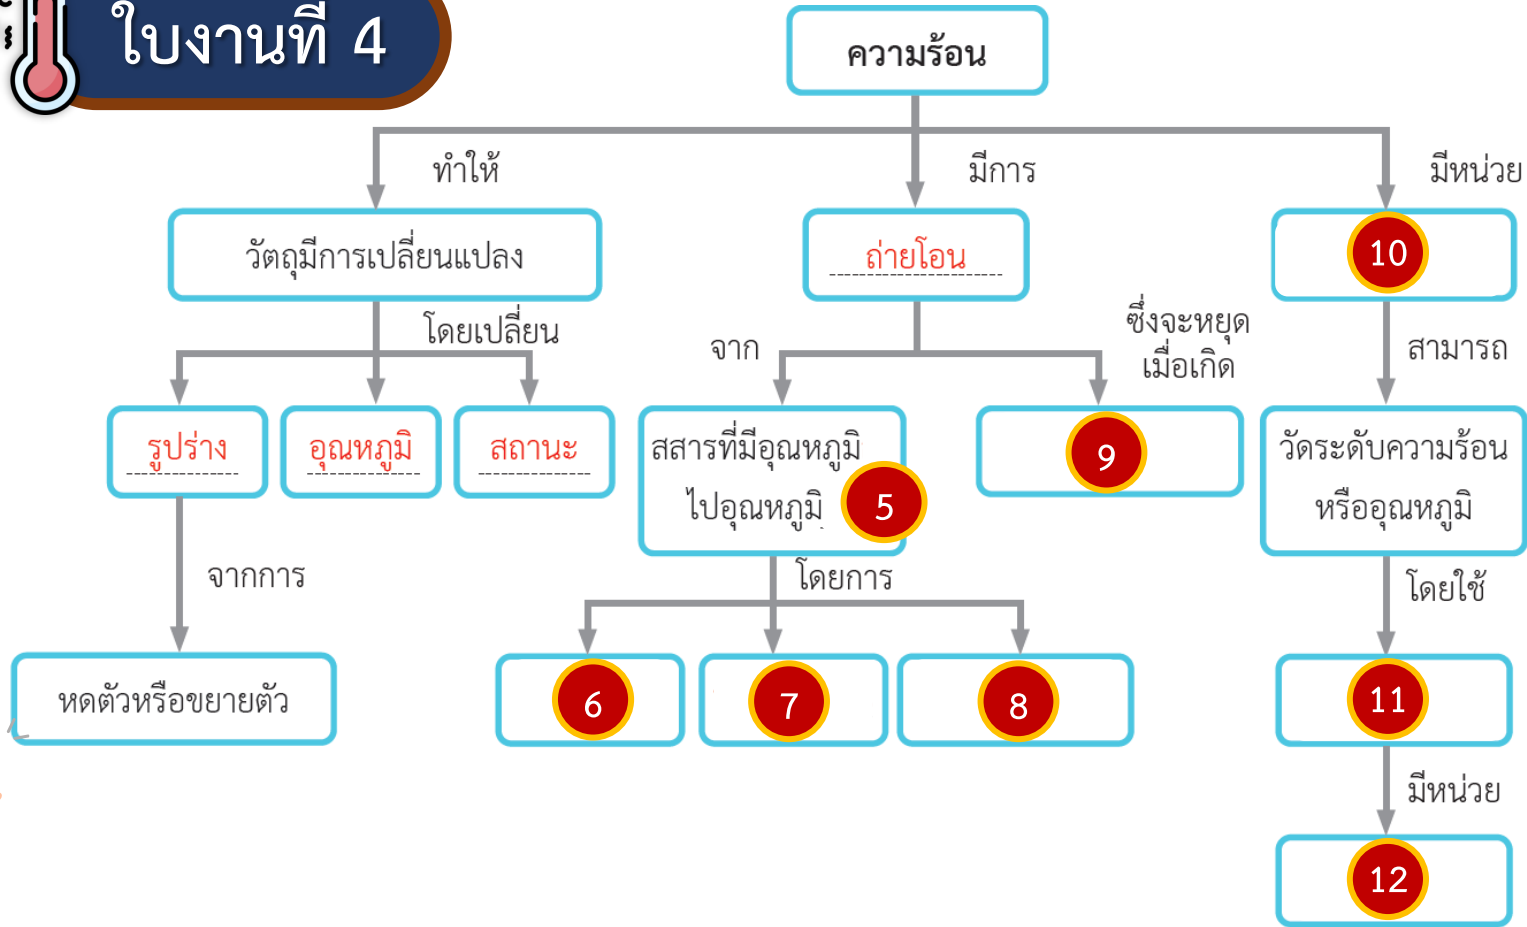 ใบงานที่ 4
ความร้อน
ทำให้
มีการ
มีหน่วย
วัตถุมีการเปลี่ยนแปลง
ถ่ายโอน
10
โดยเปลี่ยน
จาก
ซึ่งจะหยุด
เมื่อเกิด
สามารถ
รูปร่าง
อุณหภูมิ
สถานะ
สสารที่มีอุณหภูมิ
ไปอุณหภูมิ
5
9
วัดระดับความร้อน
หรืออุณหภูมิ
จากการ
โดยการ
โดยใช้
หดตัวหรือขยายตัว
6
7
8
11
มีหน่วย
12